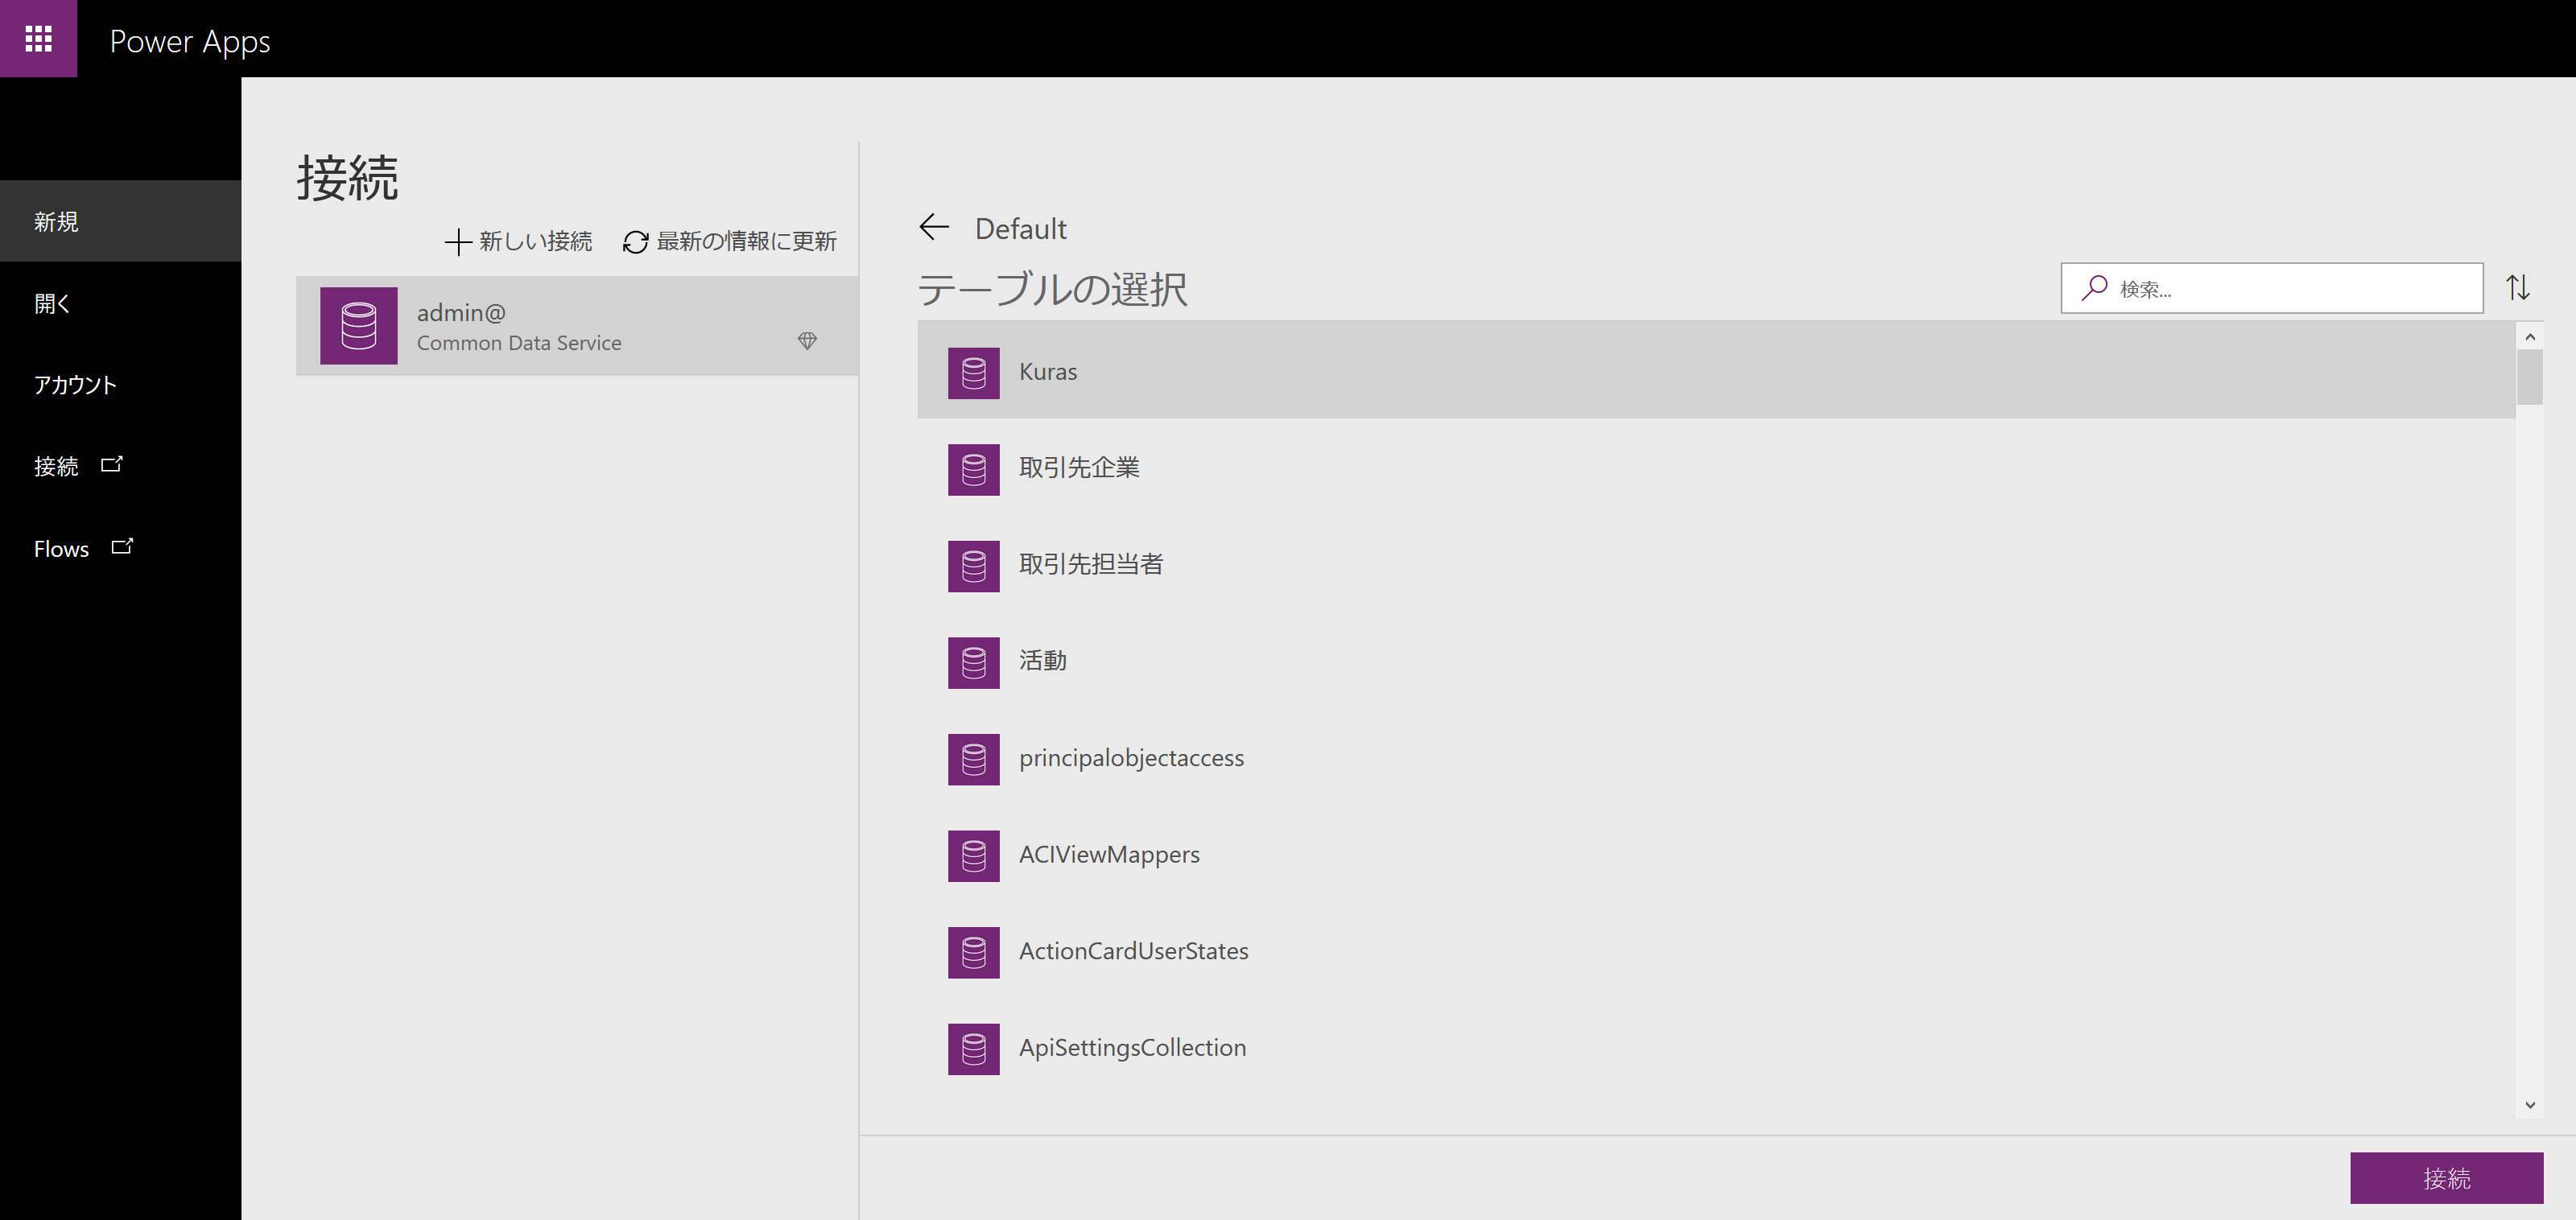 Power Apps
新規
開く
アカウント
接続
Flows
接続
新しい接続 最新の情報に更新
admin@
Common Data Service
Default
テーブルの選択
検索...
Kuras
取引先企業
取引先担当者
活動
principalobjectaccess
ACIViewMappers
ActionCardUserStates
ApiSettingsCollection
接続